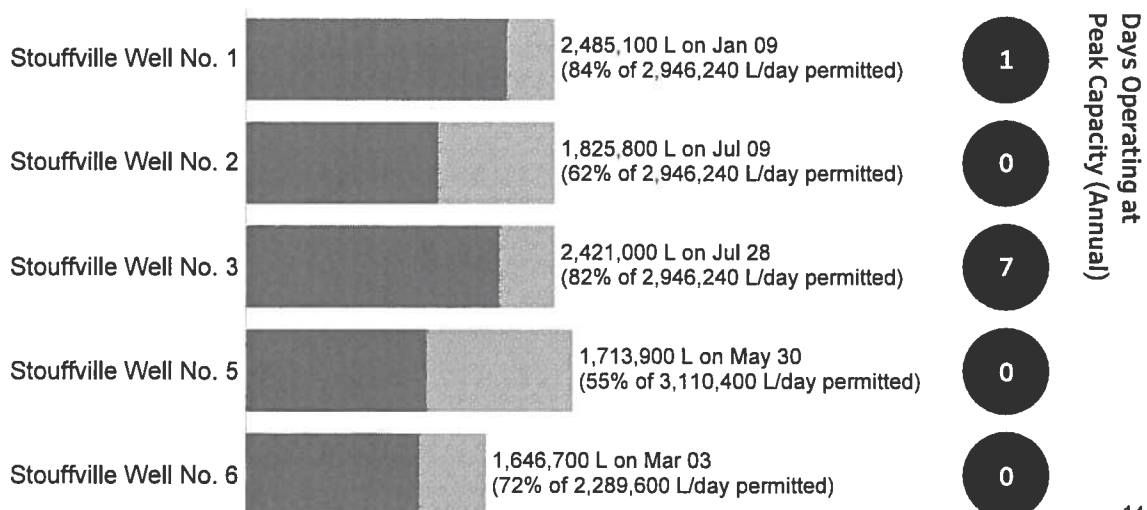 Days Operating at
Peak Capacity (Annual)
Stouffville Well No. 1
2,485,100 L on Jan 09
(84% of 2,946,240 L/day permitted)
1
Stouffville Well No. 2
1,825,800 L on Jul 09
(62% of 2,946,240 L/day permitted)
0
Stouffville Well No. 3
2,421,000 L on Jul 28
(82% of 2,946,240 L/day permitted)
7
Stouffville Well No. 5
1,713,900 L on May 30
(55% of 3,110,400 L/day permitted)
0
Stouffville Well No. 6
1,646,700 L on Mar 03
(72% of 2,289,600 L/day permitted)
0